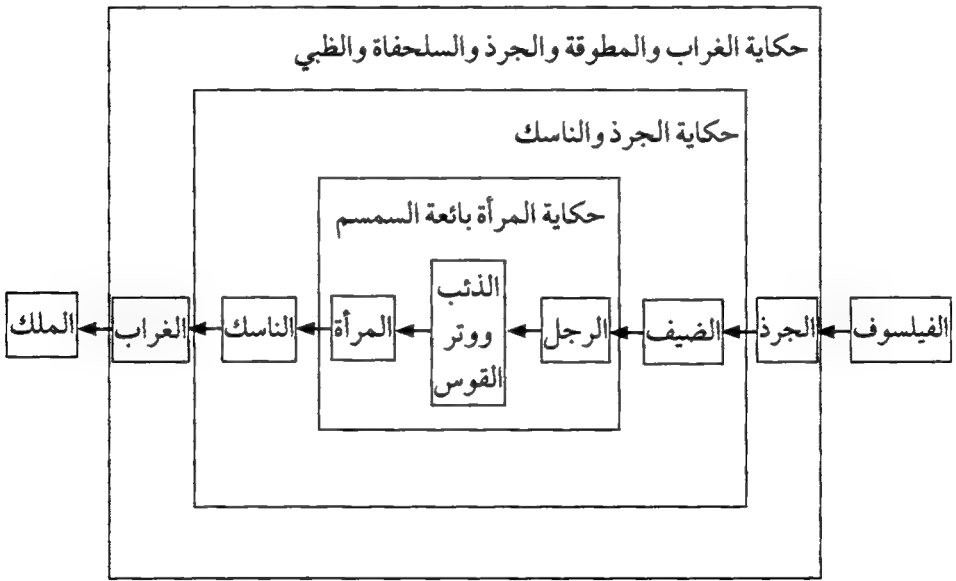 حكاية الغراب والمطوقة والجرذ والسلحفاة والظبي
حكاية الجرذ والناسك
حكاية المرأة بائعة السمسم
الفيلسوف
الجرذ
الضيف
الرجل
الذئب
ووتر
القوس
المرأة
الناسك
الغراب
الملك